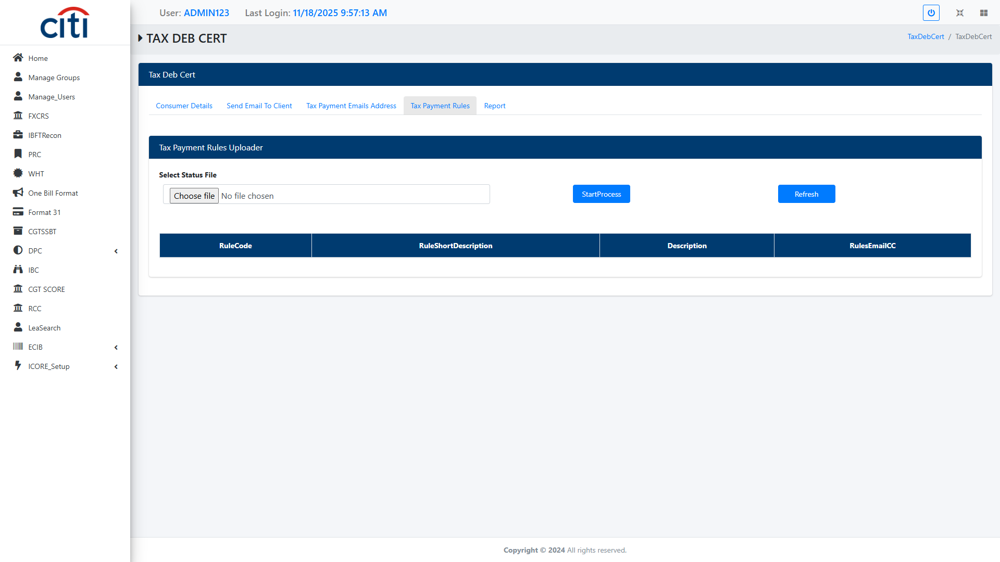 citi
User: ADMIN123 Last Login: 11/18/2025 9:57:13 AM
TAX DEB CERT
TaxDebCert / TaxDebCert
Home
Manage Groups
Manage_Users
FXCRS
IBFTRecon
PRC
WHT
One Bill Format
Format 31
CGTSSBT
DPC
IBC
CGT SCORE
RCC
LeaSearch
ECIB
ICORE_Setup
Tax Deb Cert
Consumer Details Send Email To Client Tax Payment Emails Address Tax Payment Rules Report
Tax Payment Rules Uploader
Select Status File
Choose file No file chosen StartProcess Refresh
RuleCode RuleShortDescription Description RulesEmailCC
Copyright © 2024 All rights reserved.